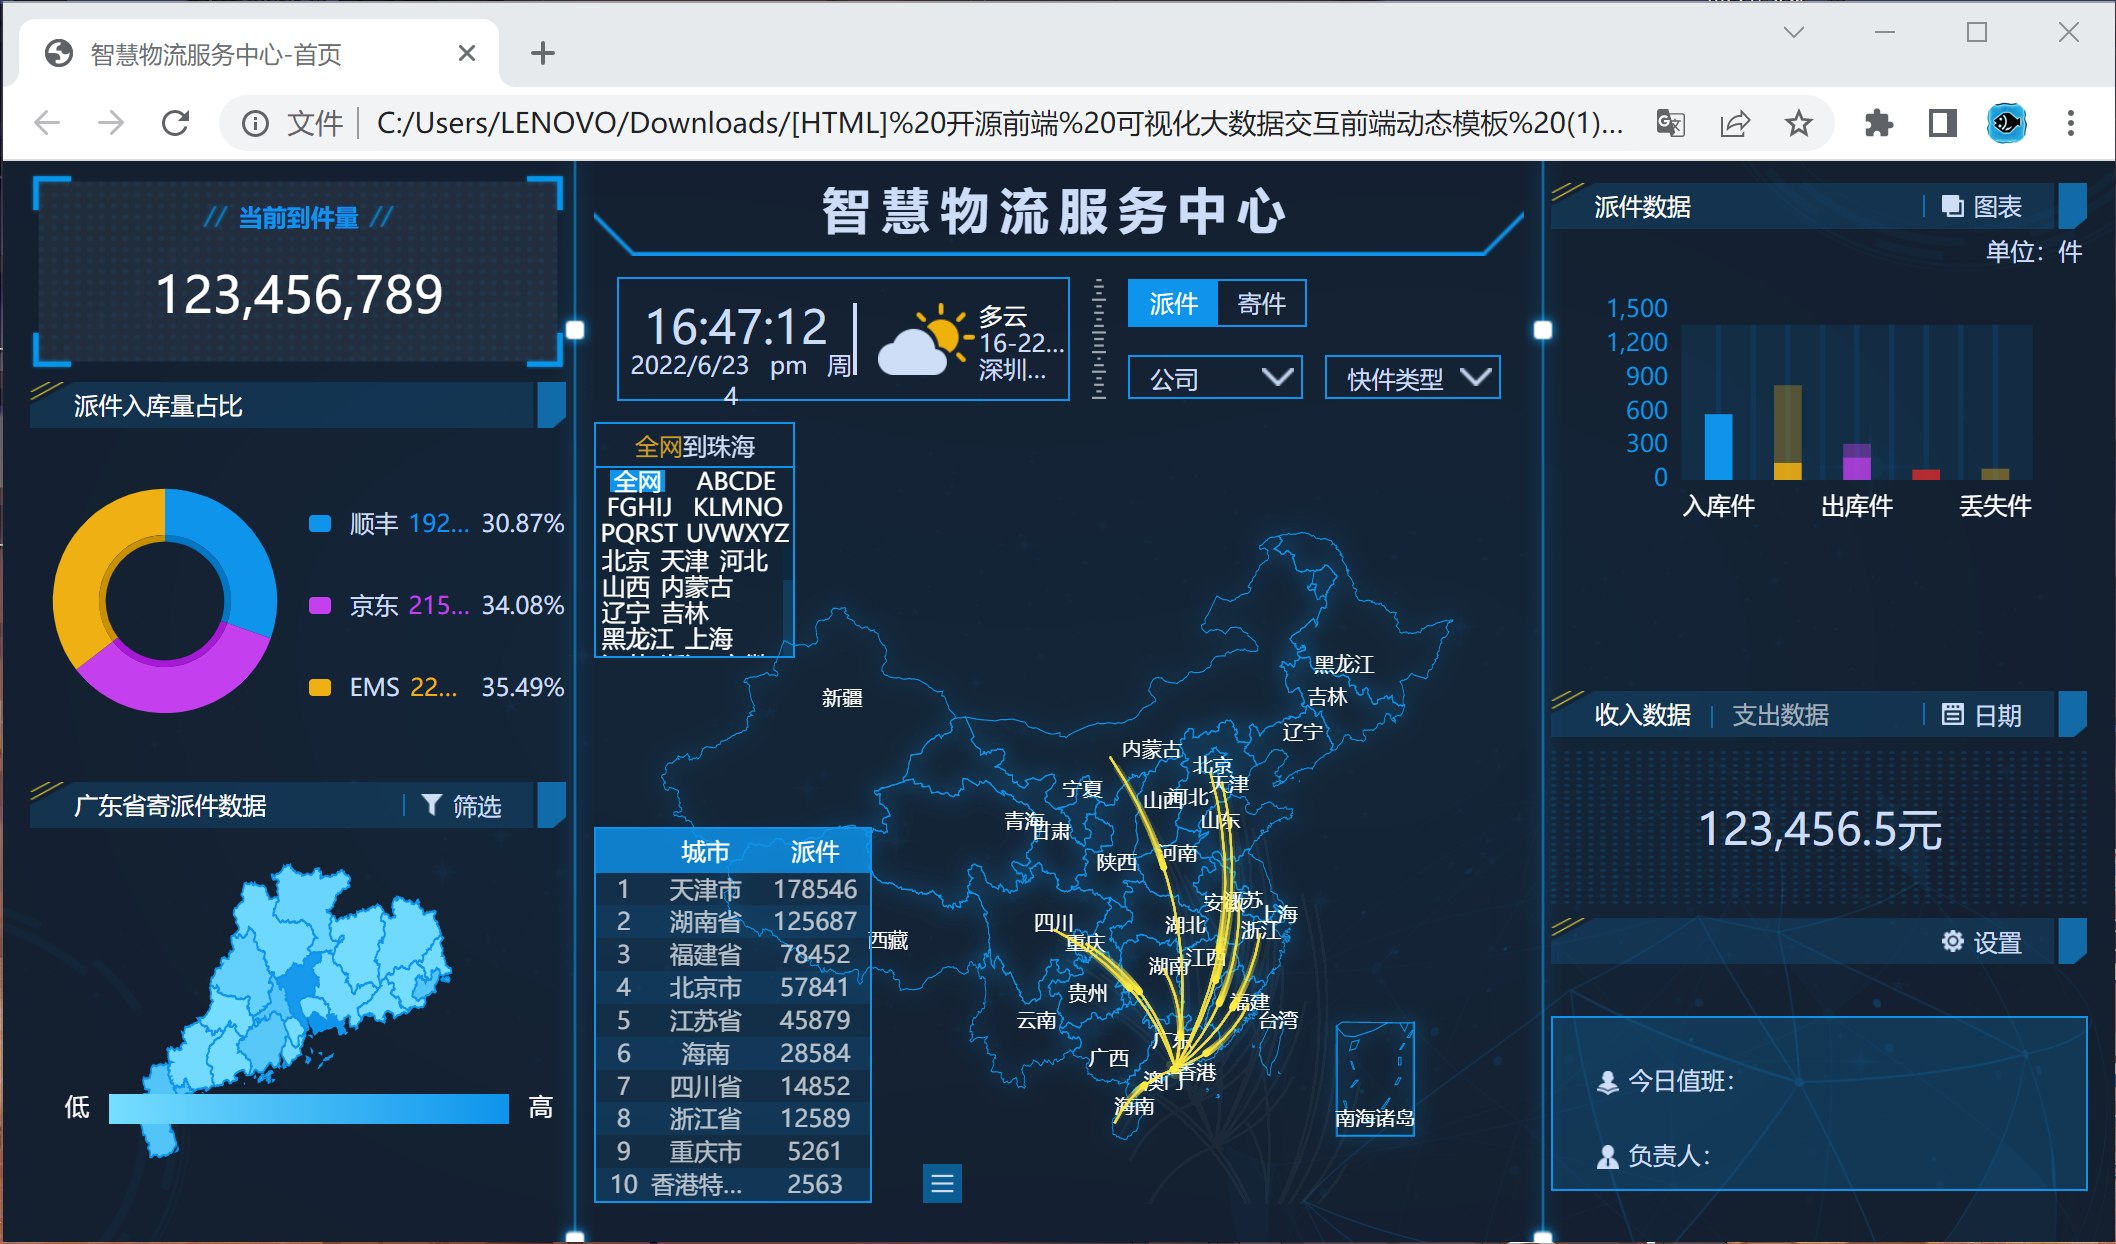 智慧物流服务中心-首页
文件 C:/Users/LENOVO/Downloads/[HTML]%20开源前端%20可视化大数据交互前端动态模板%20(1)...
// 当前到件量 //
123,456,789
派件入库量占比
顺丰 192... 30.87%
京东 215... 34.08%
EMS 22... 35.49%
广东省寄派件数据 筛选
低 高
智慧物流服务中心
16:47:12
2022/6/23 pm 周
4
多云
16-22...
深圳...
派件 寄件
公司 快件类型
全网到珠海
全网 ABCDE
FGHIJ KLMNO
PQRST UVWXYZ
北京 天津 河北
山西 内蒙古
辽宁 吉林
黑龙江 上海
城市 派件
1 天津市 178546
2 湖南省 125687
3 福建省 78452
4 北京市 57841
5 江苏省 45879
6 海南 28584
7 四川省 14852
8 浙江省 12589
9 重庆市 5261
10 香港特... 2563
黑龙江
新疆
吉林
辽宁
内蒙古
北京
天津
宁夏
山西
河北
青海
甘肃
山东
陕西
河南
安徽
江苏
上海
四川
湖北
浙江
西藏
重庆
江西
湖南
贵州
福建
云南
台湾
广东
广西
香港
澳门
海南
南海诸岛
派件数据 图表
单位：件
1,500
1,200
900
600
300
0
入库件 出库件 丢失件
收入数据 支出数据 日期
123,456.5元
设置
今日值班：
负责人：